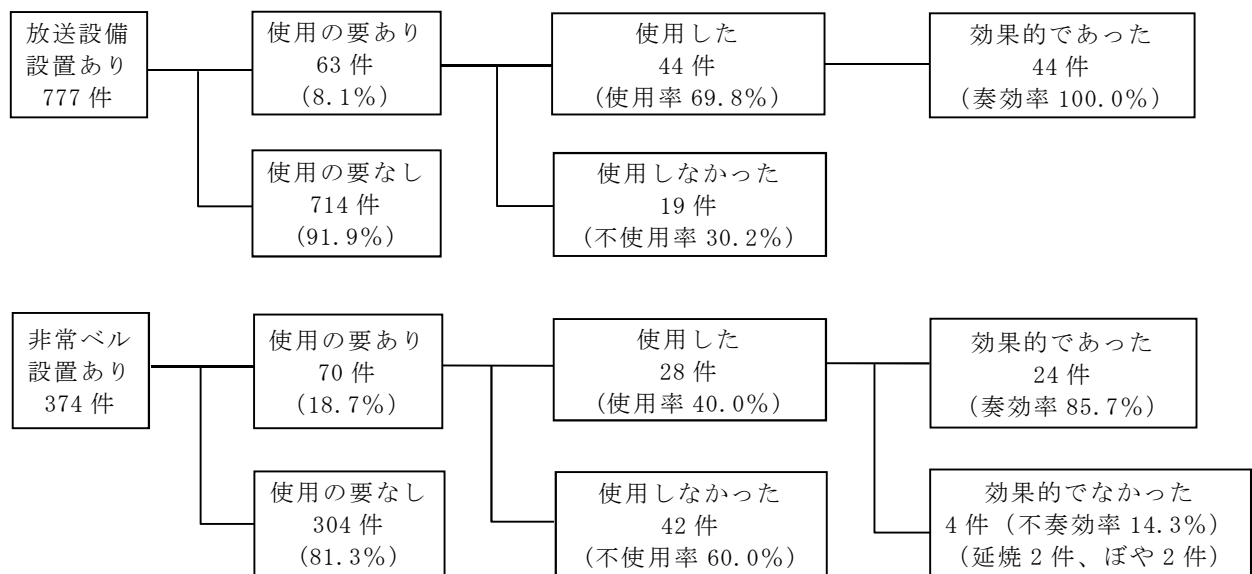 放送設備
設置あり
777 件
使用の要あり
63 件
(8.1%)
使用した
44 件
(使用率 69.8%)
効果的であった
44 件
(奏効率 100.0%)
使用の要なし
714 件
(91.9%)
使用しなかった
19 件
(不使用率 30.2%)
非常ベル
設置あり
374 件
使用の要あり
70 件
(18.7%)
使用した
28 件
(使用率 40.0%)
効果的であった
24 件
(奏効率 85.7%)
使用の要なし
304 件
(81.3%)
使用しなかった
42 件
(不使用率 60.0%)
効果的でなかった
4 件 (不奏効率 14.3%)
(延焼 2 件、ぼや 2 件)